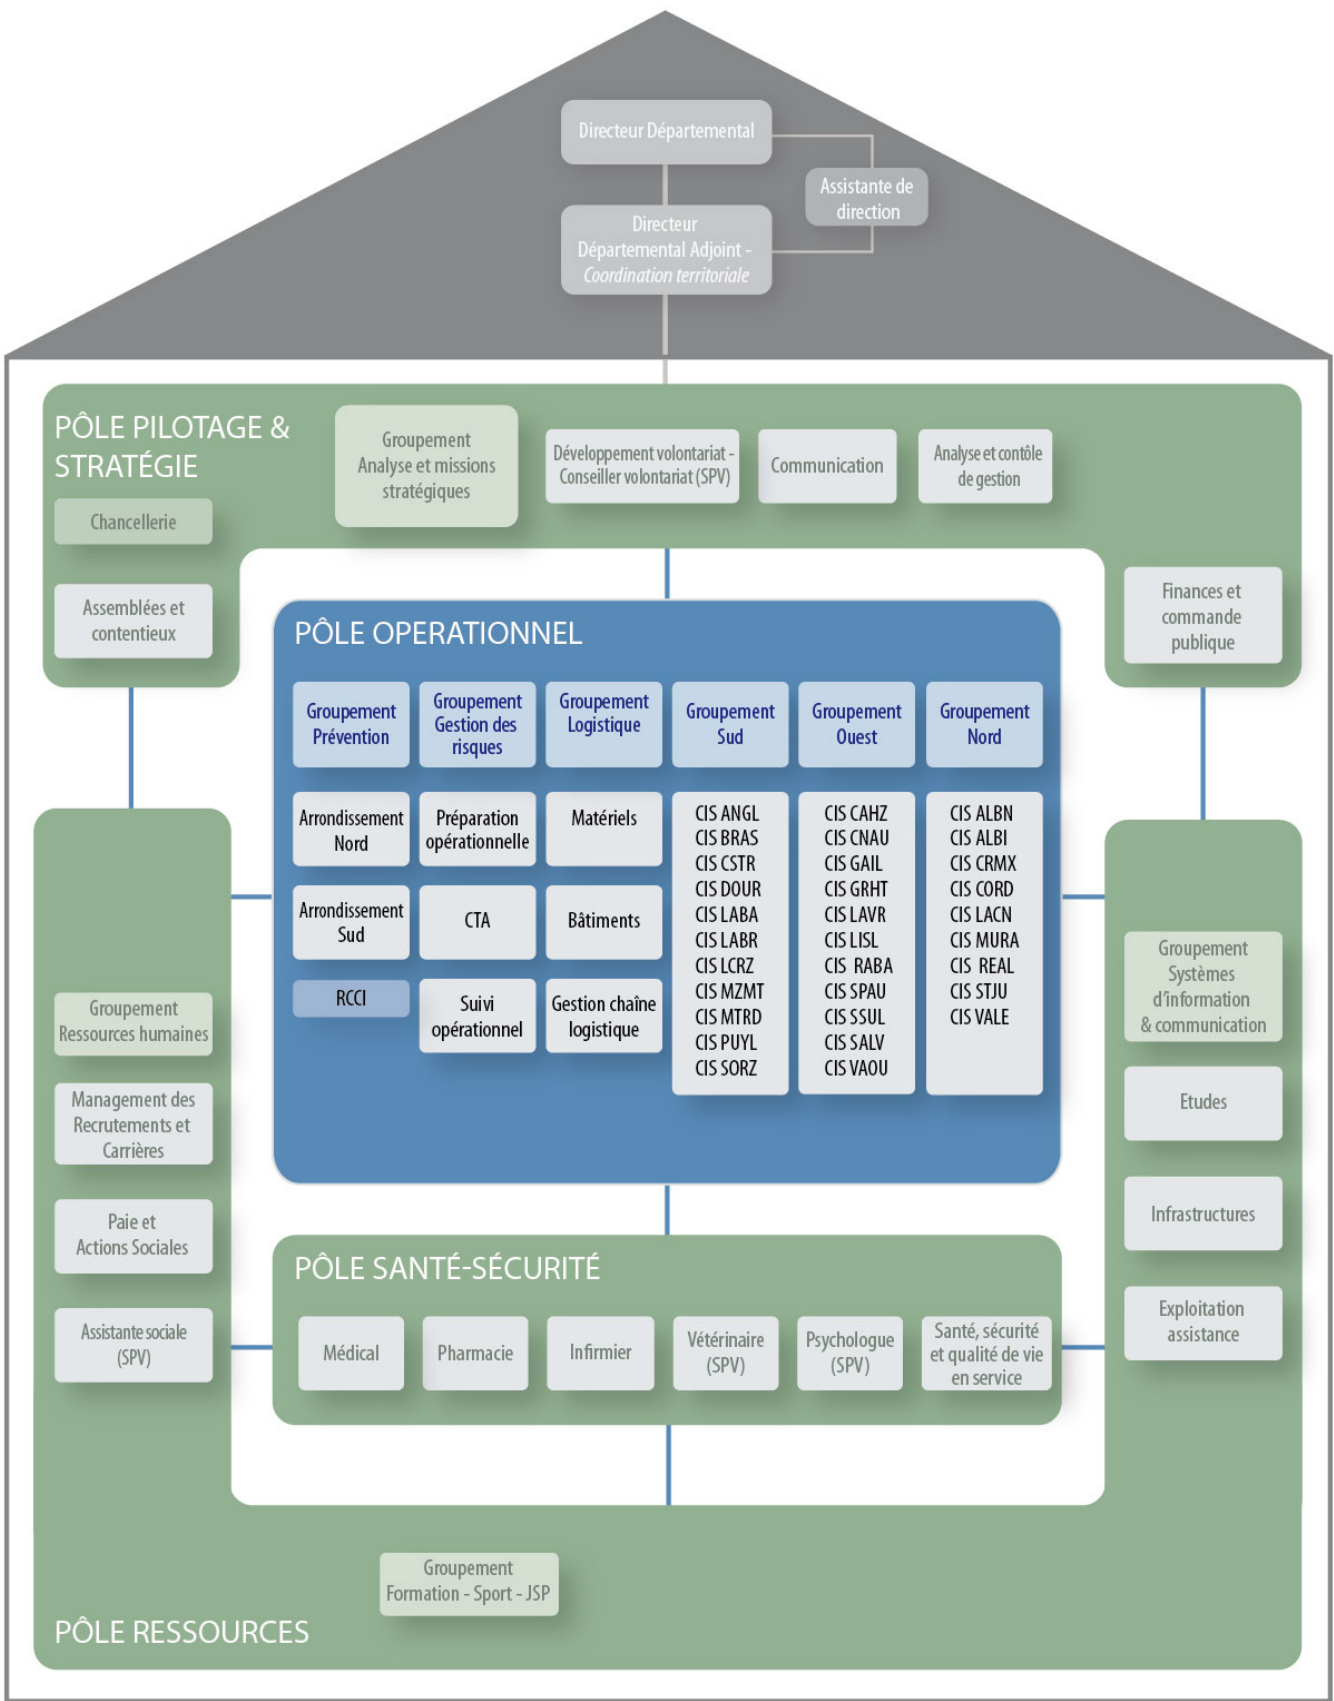 Directeur Départemental
Assistante de
direction
Directeur
Départemental Adjoint -
Coordination territoriale
PÔLE PILOTAGE &
STRATÉGIE
Groupement
Analyse et missions
stratégiques
Développement volontariat -
Conseiller volontariat (SPV)
Communication
Analyse et contôle
de gestion
Chancellerie
Assemblées et
contentieux
Finances et
commande
publique
PÔLE OPERATIONNEL
Groupement
Prévention
Arrondissement
Nord
Arrondissement
Sud
RCCI
Groupement
Gestion des
risques
Préparation
opérationnelle
CTA
Suivi
opérationnel
Groupement
Logistique
Matériels
Bâtiments
Gestion chaîne
logistique
Groupement
Sud
CIS ANGL
CIS BRAS
CIS CSTR
CIS DOUR
CIS LABA
CIS LABR
CIS LCRZ
CIS MZMT
CIS MTRD
CIS PUYL
CIS SORZ
Groupement
Ouest
CIS CAHZ
CIS CNAU
CIS GAIL
CIS GRHT
CIS LAVR
CIS LISL
CIS RABA
CIS SPAU
CIS SSUL
CIS SALV
CIS VAOU
Groupement
Nord
CIS ALBN
CIS ALBI
CIS CRMX
CIS CORD
CIS LACN
CIS MURA
CIS REAL
CIS STJU
CIS VALE
Groupement
Ressources humaines
Management des
Recrutements et
Carrières
Paie et
Actions Sociales
Assistante sociale
(SPV)
Groupement
Systèmes
d'information
& communication
Etudes
Infrastructures
Exploitation
assistance
PÔLE SANTÉ-SÉCURITÉ
Médical
Pharmacie
Infirmier
Vétérinaire
(SPV)
Psychologue
(SPV)
Santé, sécurité
et qualité de vie
en service
Groupement
Formation - Sport - JSP
PÔLE RESSOURCES